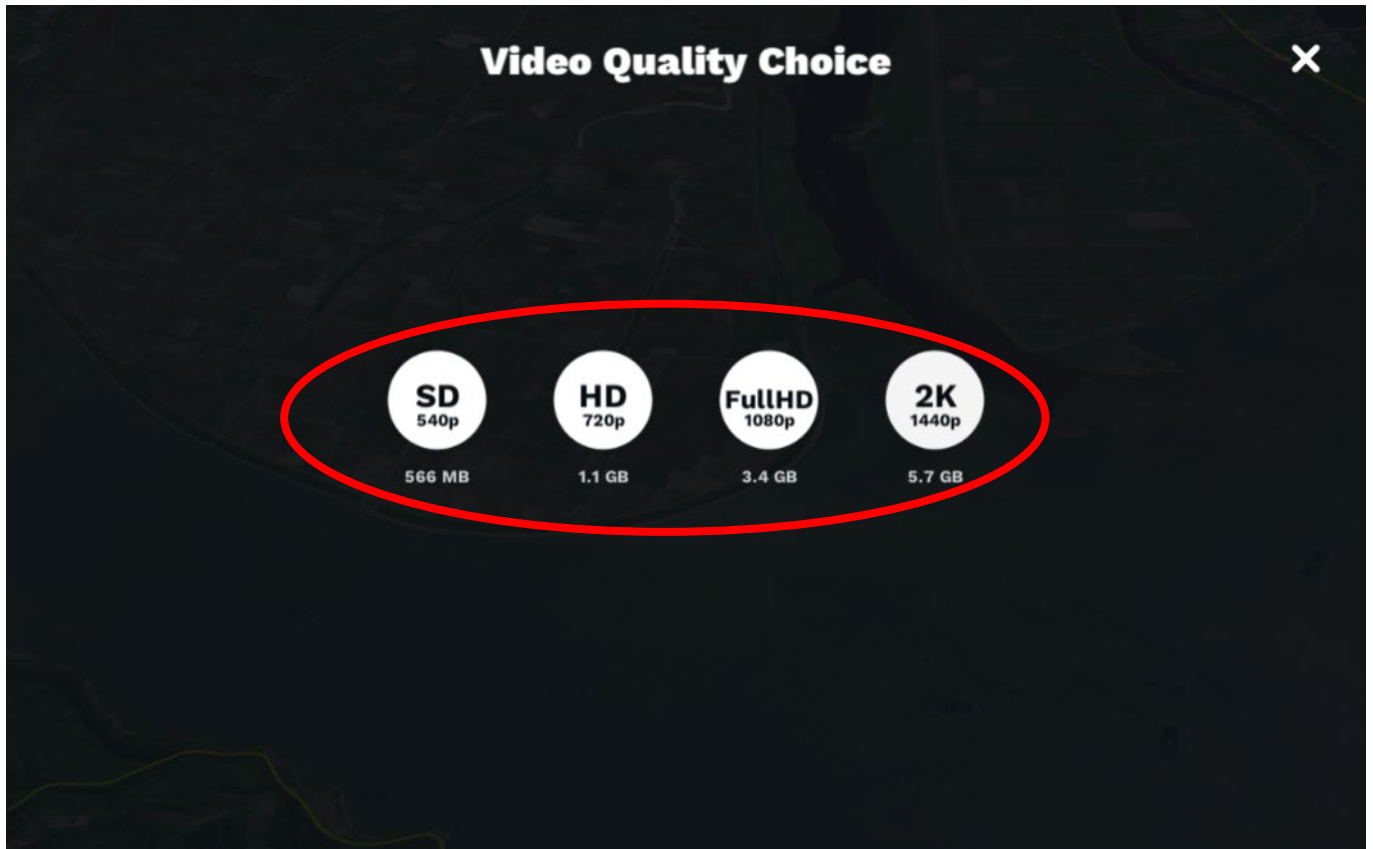 Video Quality Choice
SD HD FullHD 2K
540p 720p 1080p 1440p
566 MB 1.1 GB 3.4 GB 5.7 GB